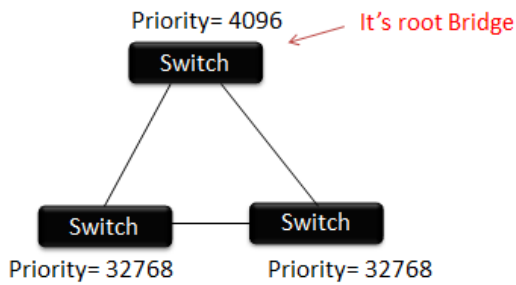 Priority= 4096
It's root Bridge
Switch
Switch
Switch
Priority= 32768
Priority= 32768